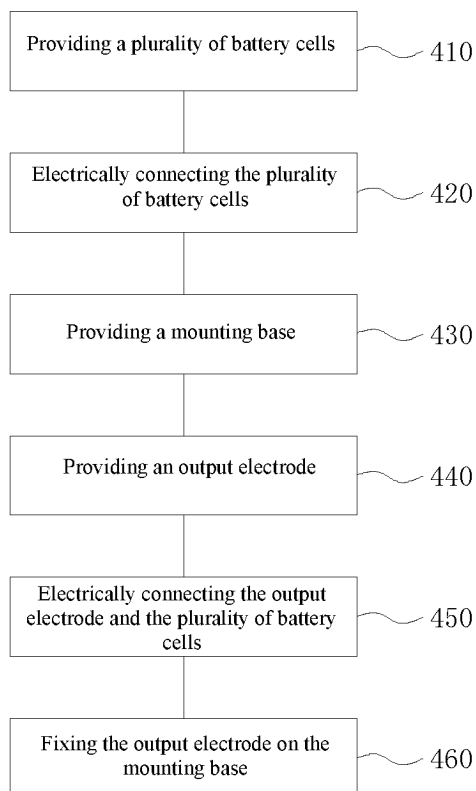 Providing a plurality of battery cells
410
Electrically connecting the plurality
of battery cells
420
Providing a mounting base
430
Providing an output electrode
440
Electrically connecting the output
electrode and the plurality of battery
cells
450
Fixing the output electrode on the
mounting base
460